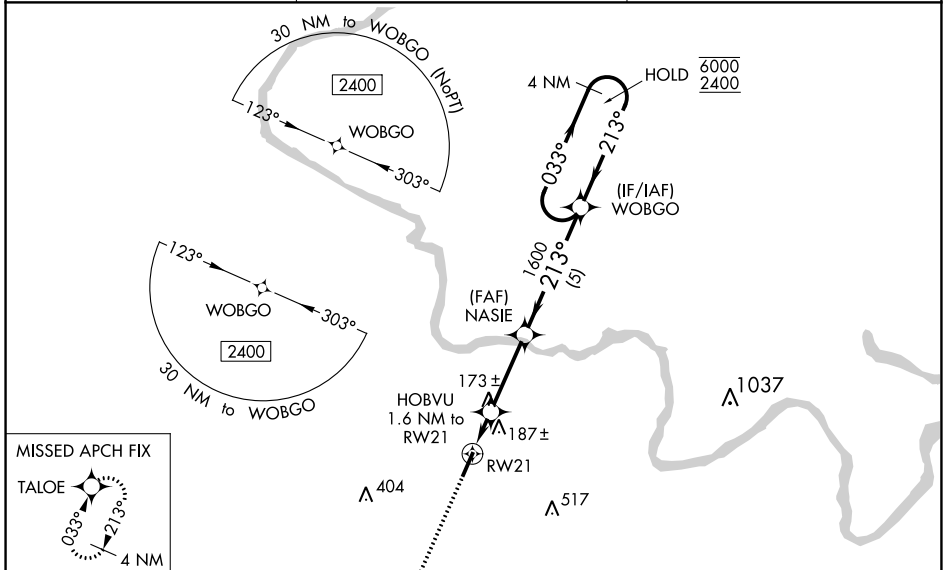 30 NM to WOBGO (NoPT)
2400
123°
WOBGO
303°
4 NM
HOLD
6000
2400
033°
213°
(IF/IAF)
WOBGO
1600
213°
(5)
123°
WOBGO
303°
2400
30 NM to WOBGO
(FAF)
NASIE
173 ±
HOBVU
1.6 NM to
RW21
187 ±
1037
RW21
404
517
MISSED APCH FIX
TALOE
033°
213°
4 NM